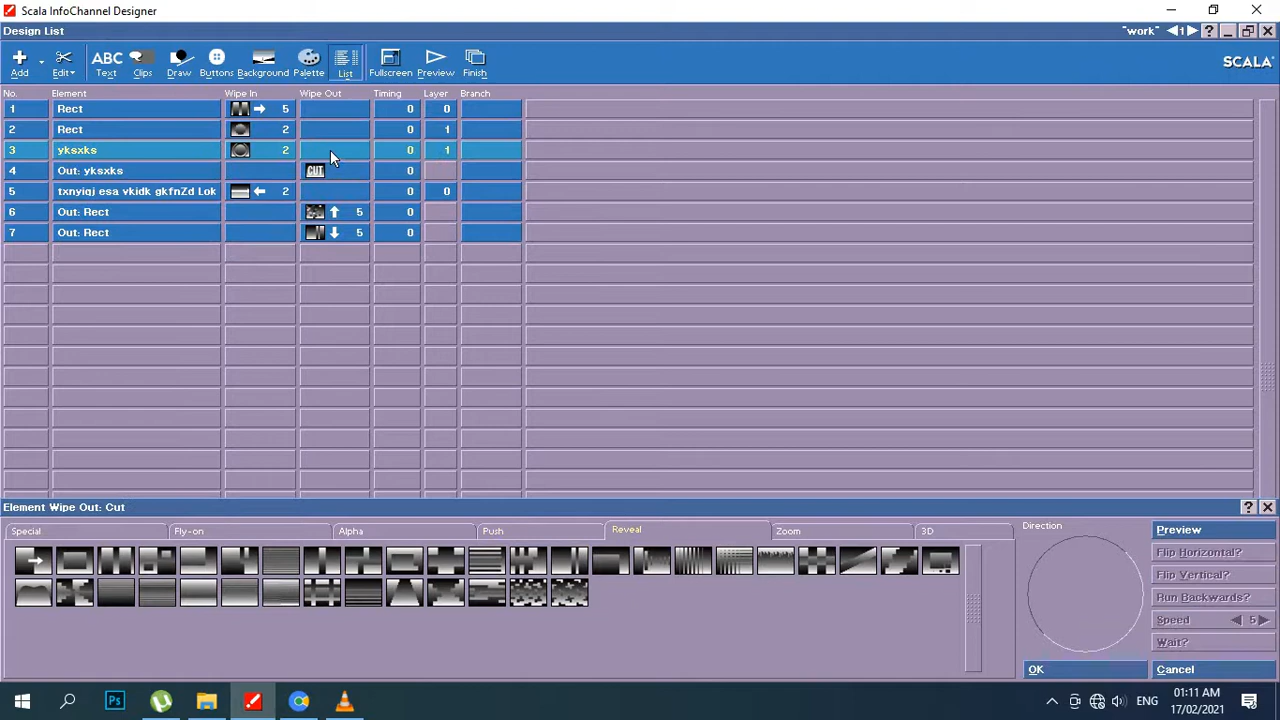 Scala InfoChannel Designer
Design List
"work" 1 ?
SCALA
Add
Edit
ABC
Text
Clips
Draw
Buttons
Background
Palette
List
Fullscreen
Preview
Finish
No. Element Wipe In Wipe Out Timing Layer Branch
1 Rect 5 0 0
2 Rect 2 0 1
3 yksxks 2 0 1
4 Out: yksxks CUT 0
5 txnyiqj esa vkidk gkfnZd Lok 2 0 0
6 Out: Rect 5 0
7 Out: Rect 5 0
Element Wipe Out: Cut ?
Special Fly-on Alpha Push Reveal Zoom 3D
Direction
Preview
Flip Horizontal?
Flip Vertical?
Run Backwards?
Speed 5
Wait?
OK
Cancel
Ps
ENG
01:11 AM
17/02/2021